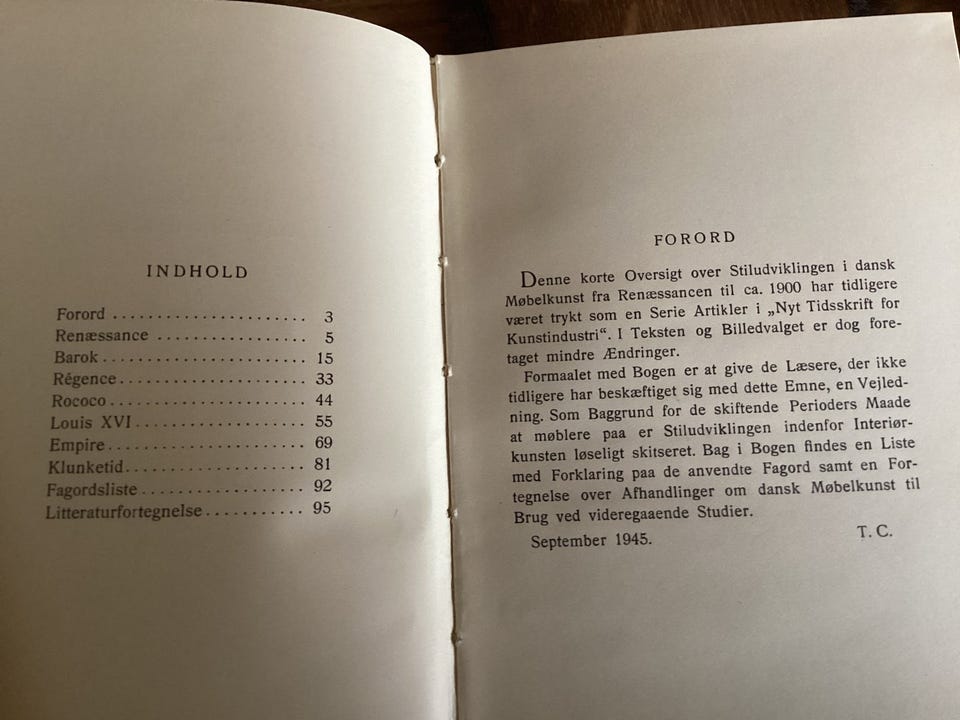 INDHOLD
Forord ....................... 3
Renæssance .................. 5
Barok ........................ 15
Régence ...................... 33
Rococo ....................... 44
Louis XVI .................... 55
Empire ....................... 69
Klunketid .................... 81
Fagordsliste ................. 92
Litteraturfortegnelse .......... 95
FORORD
Denne korte Oversigt over Stiludviklingen i dansk
Møbelkunst fra Renæssancen til ca. 1900 har tidligere
været trykt som en Serie Artikler i „Nyt Tidsskrift for
Kunstindustri“. I Teksten og Billedvalget er dog fore-
taget mindre Ændringer.
Formaalet med Bogen er at give de Læsere, der ikke
tidligere har beskæftiget sig med dette Emne, en Vejled-
ning. Som Baggrund for de skiftende Perioders Maade
at møblere paa er Stiludviklingen indenfor Interiør-
kunsten løseligt skitseret. Bag i Bogen findes en Liste
med Forklaring paa de anvendte Fagord samt en For-
tegnelse over Afhandlinger om dansk Møbelkunst til
Brug ved videregaaende Studier.
September 1945. T. C.